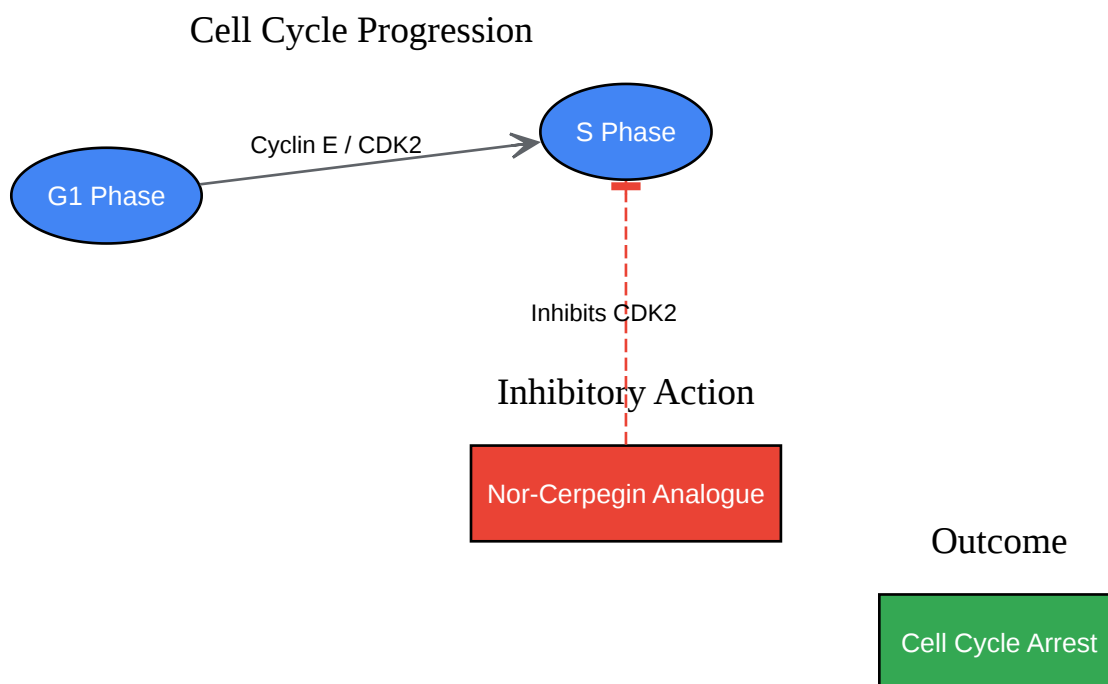 Cell Cycle Progression
S Phase
Cyclin E / CDK2
G1 Phase
Inhibits CDK2
Inhibitory Action
Nor-Cerpegin Analogue
Outcome
Cell Cycle Arrest